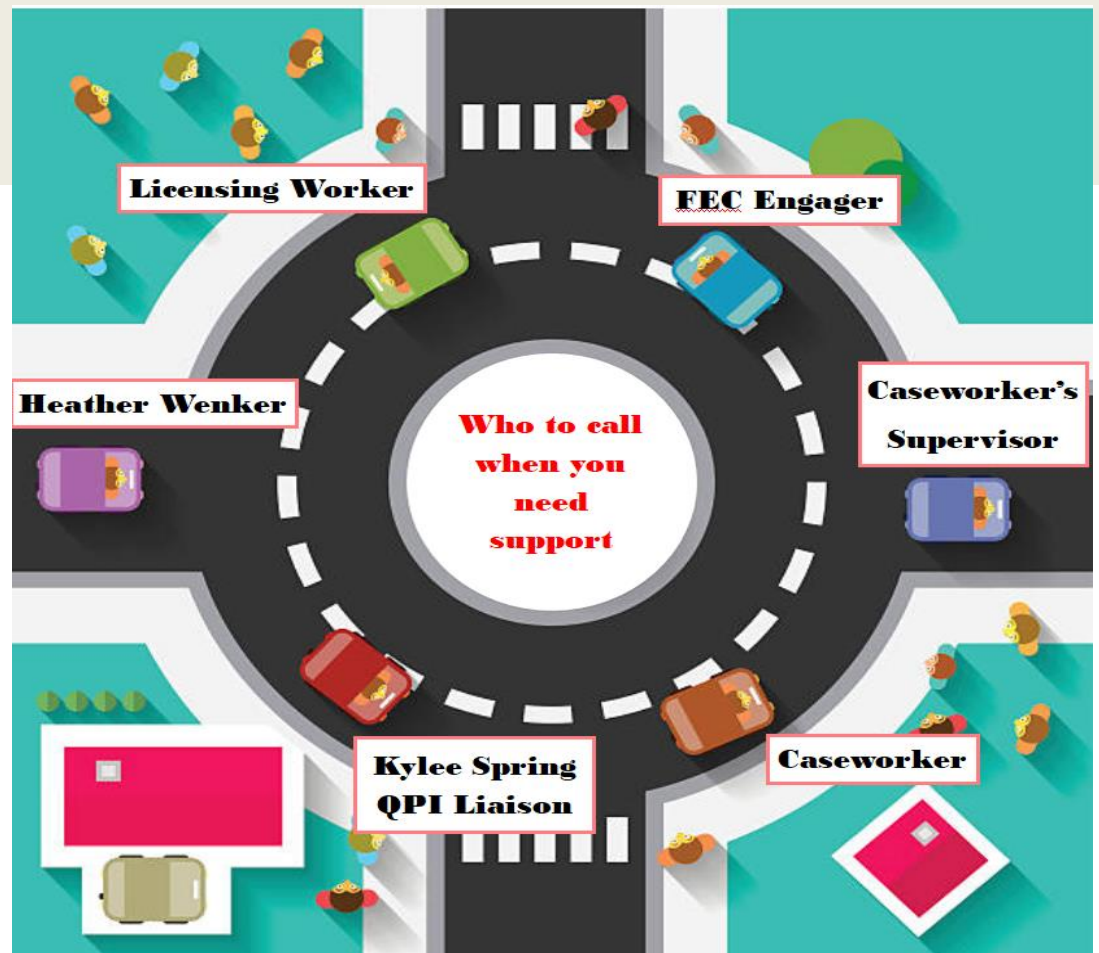 Licensing Worker
FEC Engager
Heather Wenker
Caseworker’s
Supervisor
Who to call
when you
need
support
Kylee Spring
QPI Liaison
Caseworker